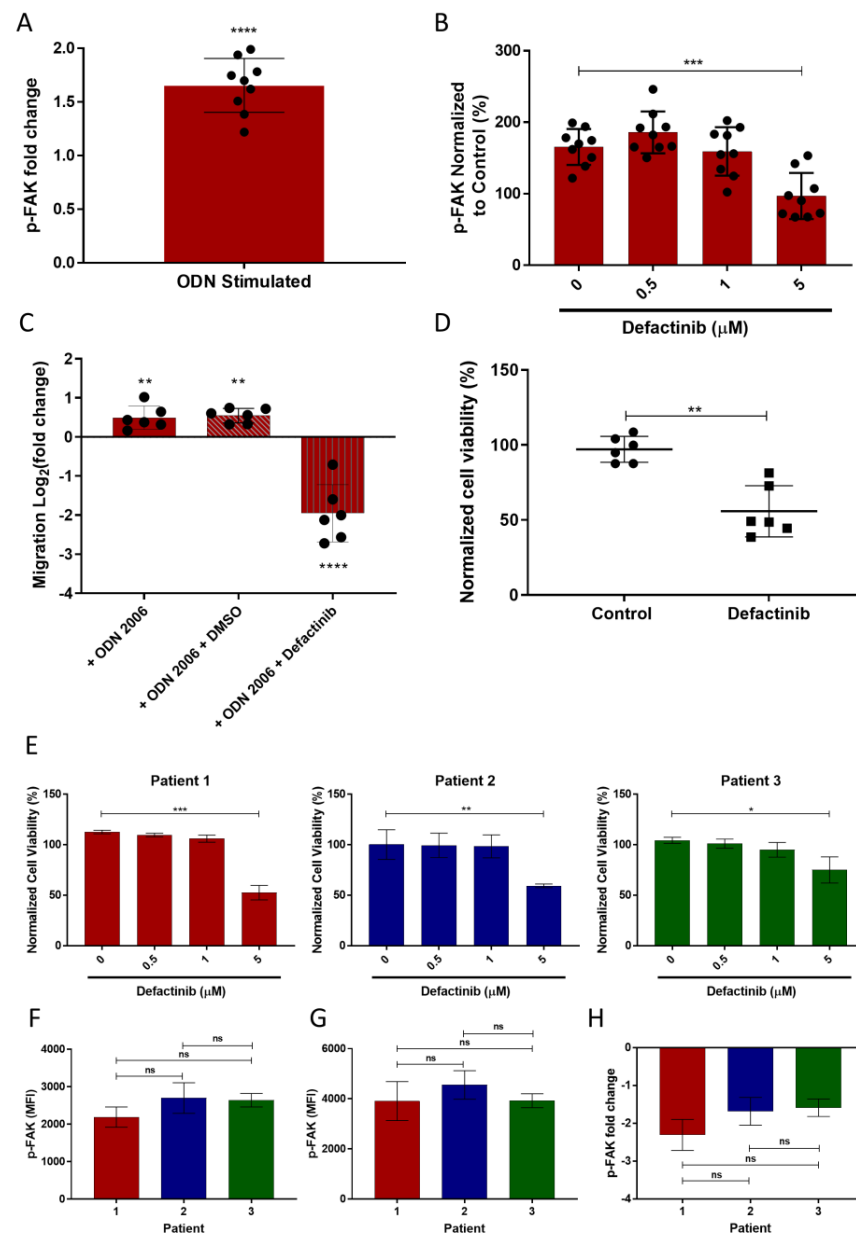 A
****
p-FAK fold change
2.0
1.5
1.0
0.5
0.0
ODN Stimulated
B
***
p-FAK Normalized
to Control (%)
300
200
100
0
0 0.5 1 5
Defactinib (μM)
C
** **
Migration Log2(fold change)
2
1
0
-1
-2
-3
-4
****
+ ODN 2006
+ ODN 2006 + DMSO
+ ODN 2006 + Defactinib
D
**
Normalized cell viability (%)
150
100
50
0
Control Defactinib
E
Patient 1
***
Normalized Cell Viability (%)
150
100
50
0
0 0.5 1 5
Defactinib (μM)
Patient 2
**
Normalized Cell Viability (%)
150
100
50
0
0 0.5 1 5
Defactinib (μM)
Patient 3
*
Normalized Cell Viability (%)
150
100
50
0
0 0.5 1 5
Defactinib (μM)
F
ns
ns
ns
p-FAK (MFI)
4000
3000
2000
1000
0
1 2 3
Patient
G
ns
ns
ns
p-FAK (MFI)
6000
4000
2000
0
1 2 3
Patient
H
p-FAK fold change
0
-1
-2
-3
-4
ns
ns
ns
1 2 3
Patient